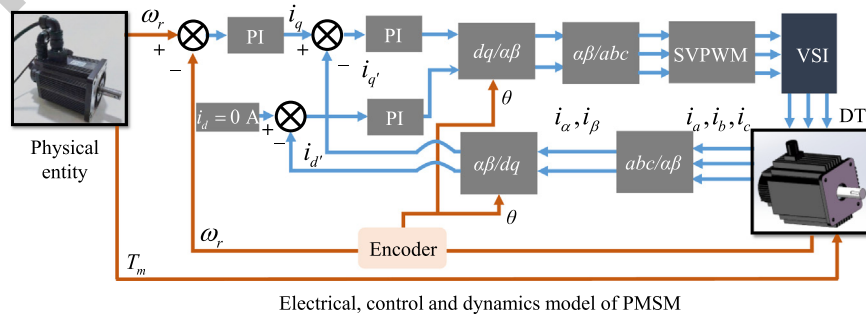 ω_r
+
−
PI
i_q
+
−
i_q′
PI
dq/αβ
αβ/abc
SVPWM
VSI
i_d = 0 A
+
−
i_d′
PI
θ
i_α, i_β
i_a, i_b, i_c
DT
Physical
entity
αβ/dq
abc/αβ
θ
ω_r
Encoder
T_m
Electrical, control and dynamics model of PMSM